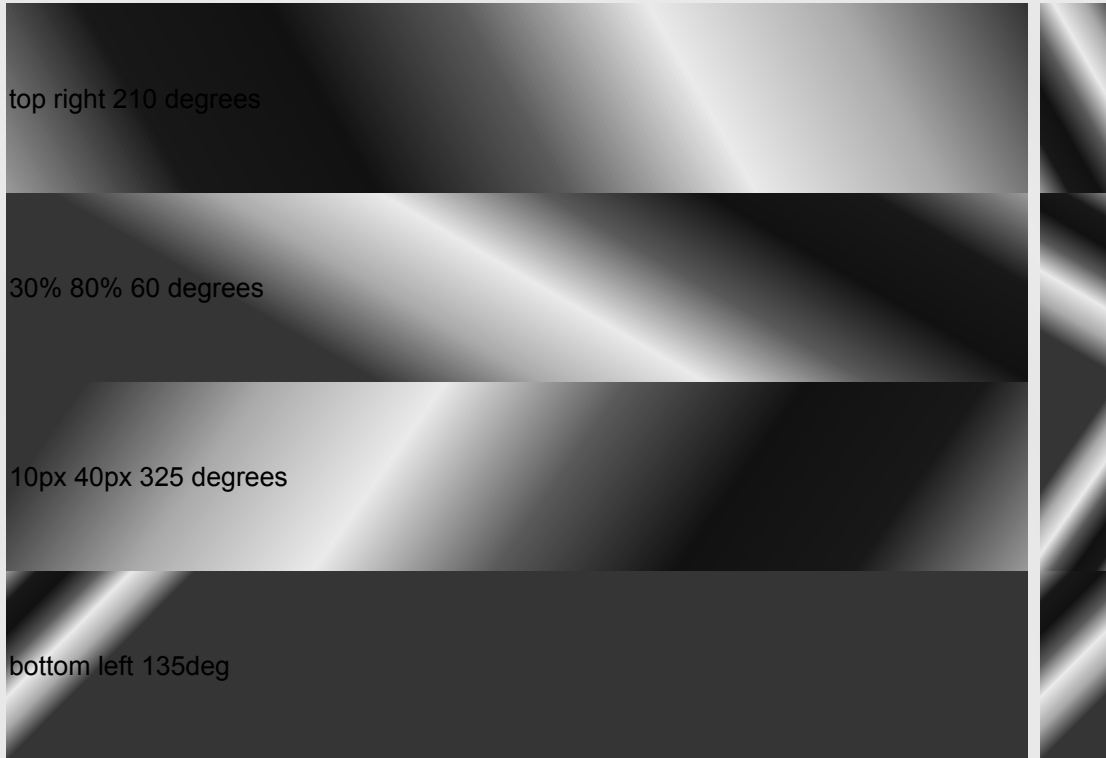 top right 210 degrees
30% 80% 60 degrees
10px 40px 325 degrees
bottom left 135deg